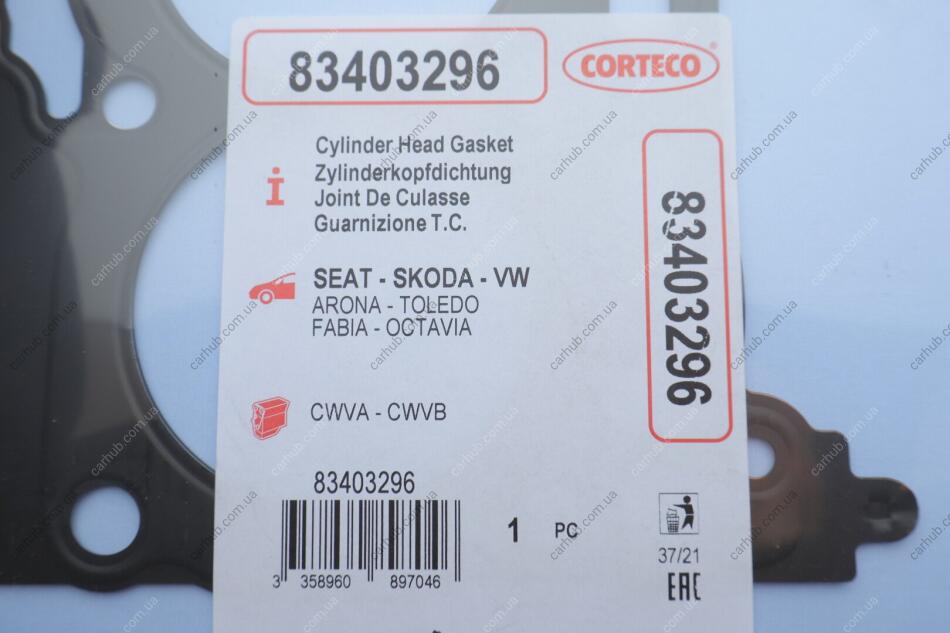 83403296
CORTECO®
Cylinder Head Gasket
Zylinderkopfdichtung
Joint De Culasse
Guarnizione T.C.
83403296
SEAT - SKODA - VW
ARONA - TOLEDO
FABIA - OCTAVIA
CWVA - CWVB
83403296
3 358960 897046
1 PC
37/21
EAC
carhub.com.ua